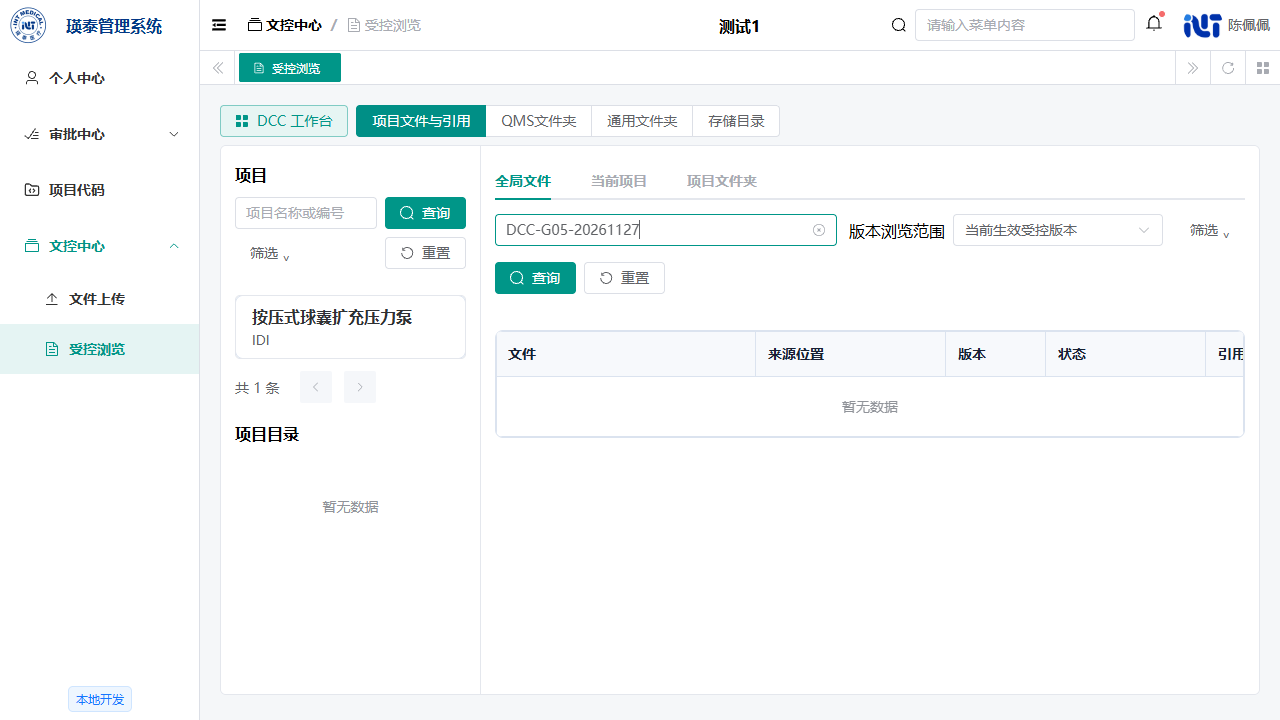 瑛泰管理系统
文控中心 / 受控浏览
测试1
请输入菜单内容
陈佩佩
个人中心
审批中心
项目代码
文控中心
文件上传
受控浏览
本地开发
受控浏览
DCC 工作台
项目文件与引用
QMS文件夹
通用文件夹
存储目录
项目
项目名称或编号
查询
筛选
重置
按压式球囊扩充压力泵
IDI
共 1 条
项目目录
暂无数据
全局文件
当前项目
项目文件夹
DCC-G05-20261127
版本浏览范围
当前生效受控版本
筛选
查询
重置
文件
来源位置
版本
状态
引用
暂无数据